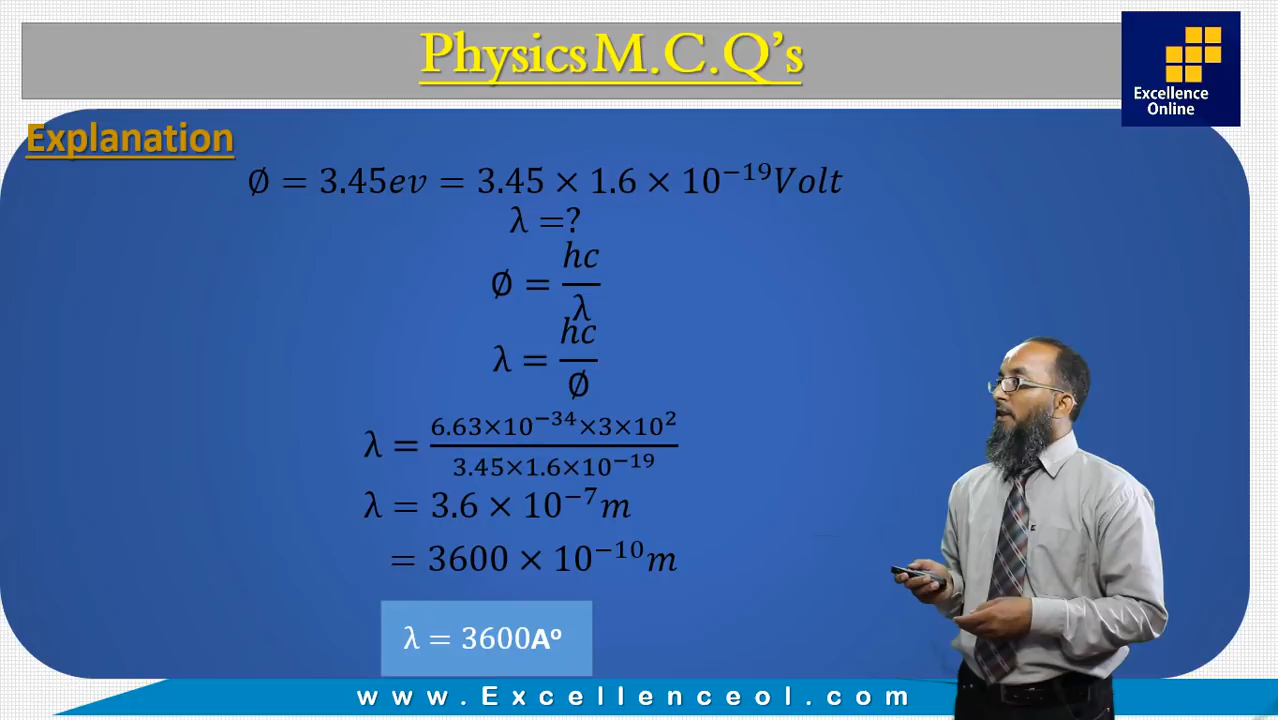 Physics M.C.Q's
Excellence
Online
Explanation
∅ = 3.45ev = 3.45 × 1.6 × 10⁻¹⁹Volt
λ =?
∅ = hc/λ
λ = hc/∅
λ = 6.63×10⁻³⁴×3×10²/3.45×1.6×10⁻¹⁹
λ = 3.6 × 10⁻⁷m
= 3600 × 10⁻¹⁰m
λ = 3600Aº
www.Excellenceol.com